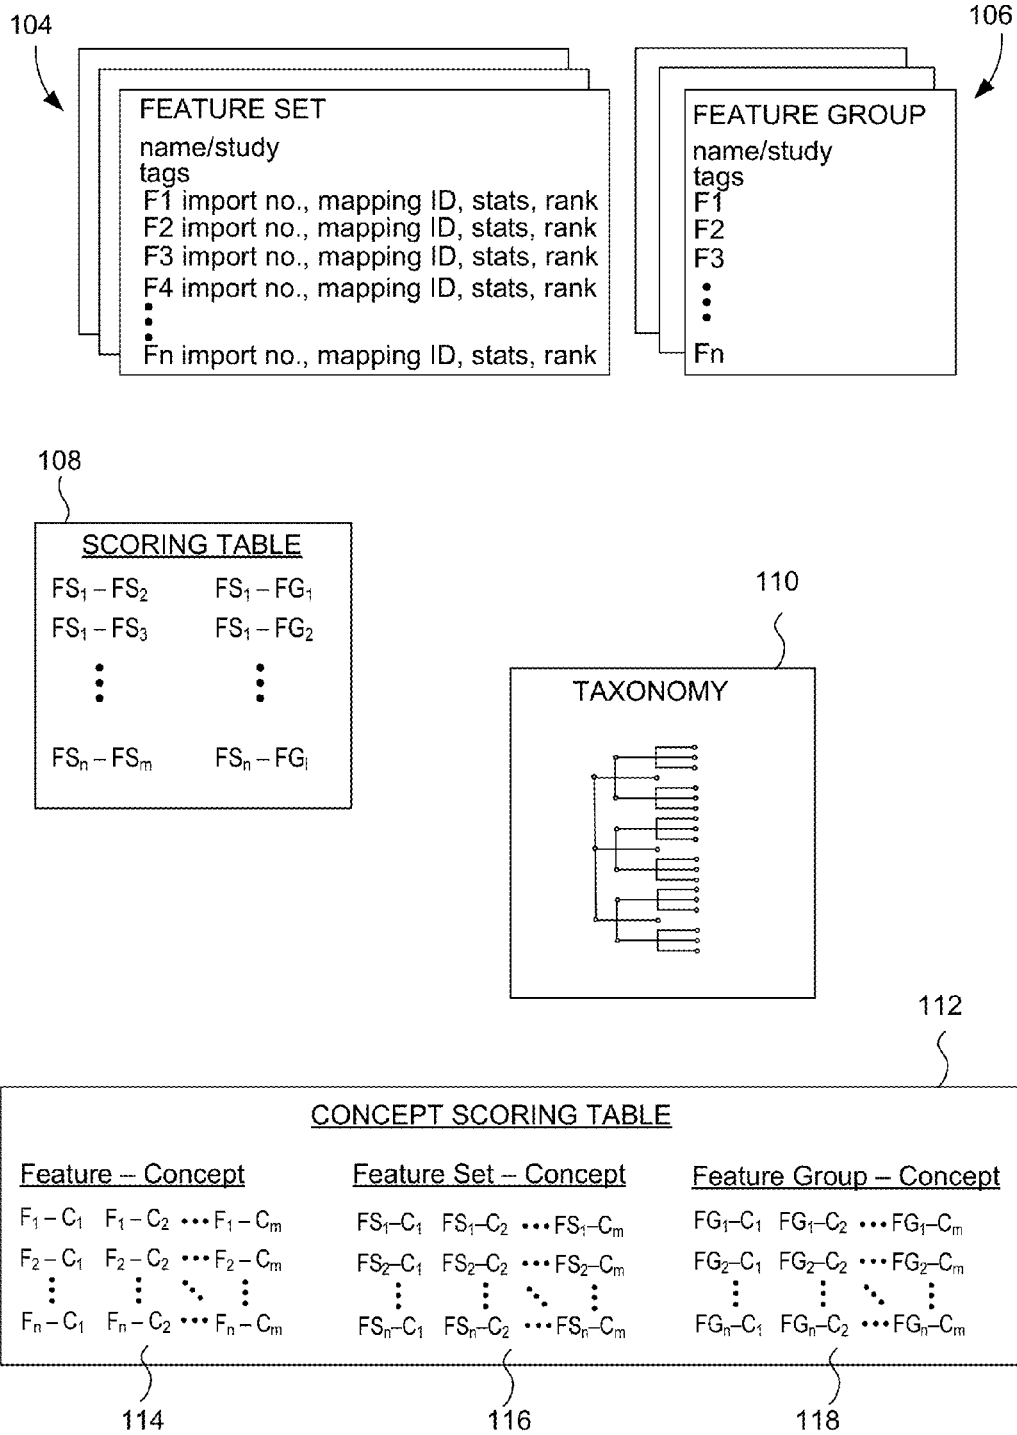 104
106
FEATURE SET
name/study
tags
F1 import no., mapping ID, stats, rank
F2 import no., mapping ID, stats, rank
F3 import no., mapping ID, stats, rank
F4 import no., mapping ID, stats, rank
Fn import no., mapping ID, stats, rank
FEATURE GROUP
name/study
tags
F1
F2
F3
Fn
108
SCORING TABLE
FS₁ – FS₂ FS₁ – FG₁
FS₁ – FS₃ FS₁ – FG₂
FSₙ – FSₘ FSₙ – FGₗ
110
TAXONOMY
112
CONCEPT SCORING TABLE
Feature – Concept Feature Set – Concept Feature Group – Concept
F₁ – C₁ F₁ – C₂ ••• F₁ – Cₘ FS₁–C₁ FS₁–C₂ ••• FS₁–Cₘ FG₁–C₁ FG₁–C₂ ••• FG₁–Cₘ
F₂ – C₁ F₂ – C₂ ••• F₂ – Cₘ FS₂–C₁ FS₂–C₂ ••• FS₂–Cₘ FG₂–C₁ FG₂–C₂ ••• FG₂–Cₘ
Fₙ – C₁ Fₙ – C₂ ••• Fₙ – Cₘ FSₙ–C₁ FSₙ–C₂ ••• FSₙ–Cₘ FGₙ–C₁ FGₙ–C₂ ••• FGₙ–Cₘ
114 116 118